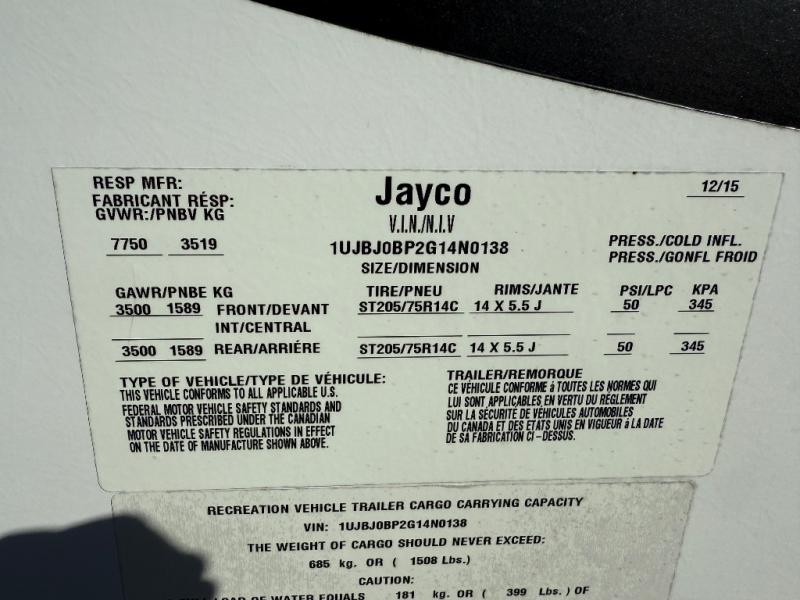 RESP MFR:
Jayco
12/15
FABRICANT RÉSP:
GVWR:/PNBV KG
V.I.N./N.I.V
7750 3519
1UJBJ0BP2G14N0138
PRESS./COLD INFL.
SIZE/DIMENSION
PRESS./GONFL FROID
GAWR/PNBE KG TIRE/PNEU RIMS/JANTE PSI/LPC KPA
3500 1589 FRONT/DEVANT ST205/75R14C 14 X 5.5 J 50 345
INT/CENTRAL
3500 1589 REAR/ARRIÉRE ST205/75R14C 14 X 5.5 J 50 345
TYPE OF VEHICLE/TYPE DE VÉHICULE:
THIS VEHICLE CONFORMS TO ALL APPLICABLE U.S.
FEDERAL MOTOR VEHICLE SAFETY STANDARDS AND
STANDARDS PRESCRIBED UNDER THE CANADIAN
MOTOR VEHICLE SAFETY REGULATIONS IN EFFECT
ON THE DATE OF MANUFACTURE SHOWN ABOVE.
TRAILER/REMORQUE
CE VÉHICULE CONFORME à TOUTES LES NORMES QUI
LUI SONT APPLICABLES EN VERTU DU RÈGLEMENT
SUR LA SÉCURITÉ DE VÉHICULES AUTOMOBILES
DU CANADA ET DES ETATS UNIS EN VIGUEUR à LA DATE
DE SA FABRICATION CI-DESSUS.
RECREATION VEHICLE TRAILER CARGO CARRYING CAPACITY
VIN: 1UJBJ0BP2G14N0138
THE WEIGHT OF CARGO SHOULD NEVER EXCEED:
685 kg. OR ( 1508 Lbs.)
CAUTION:
LOAD OF WATER EQUALS 181 kg. OR ( 399 Lbs. ) OF